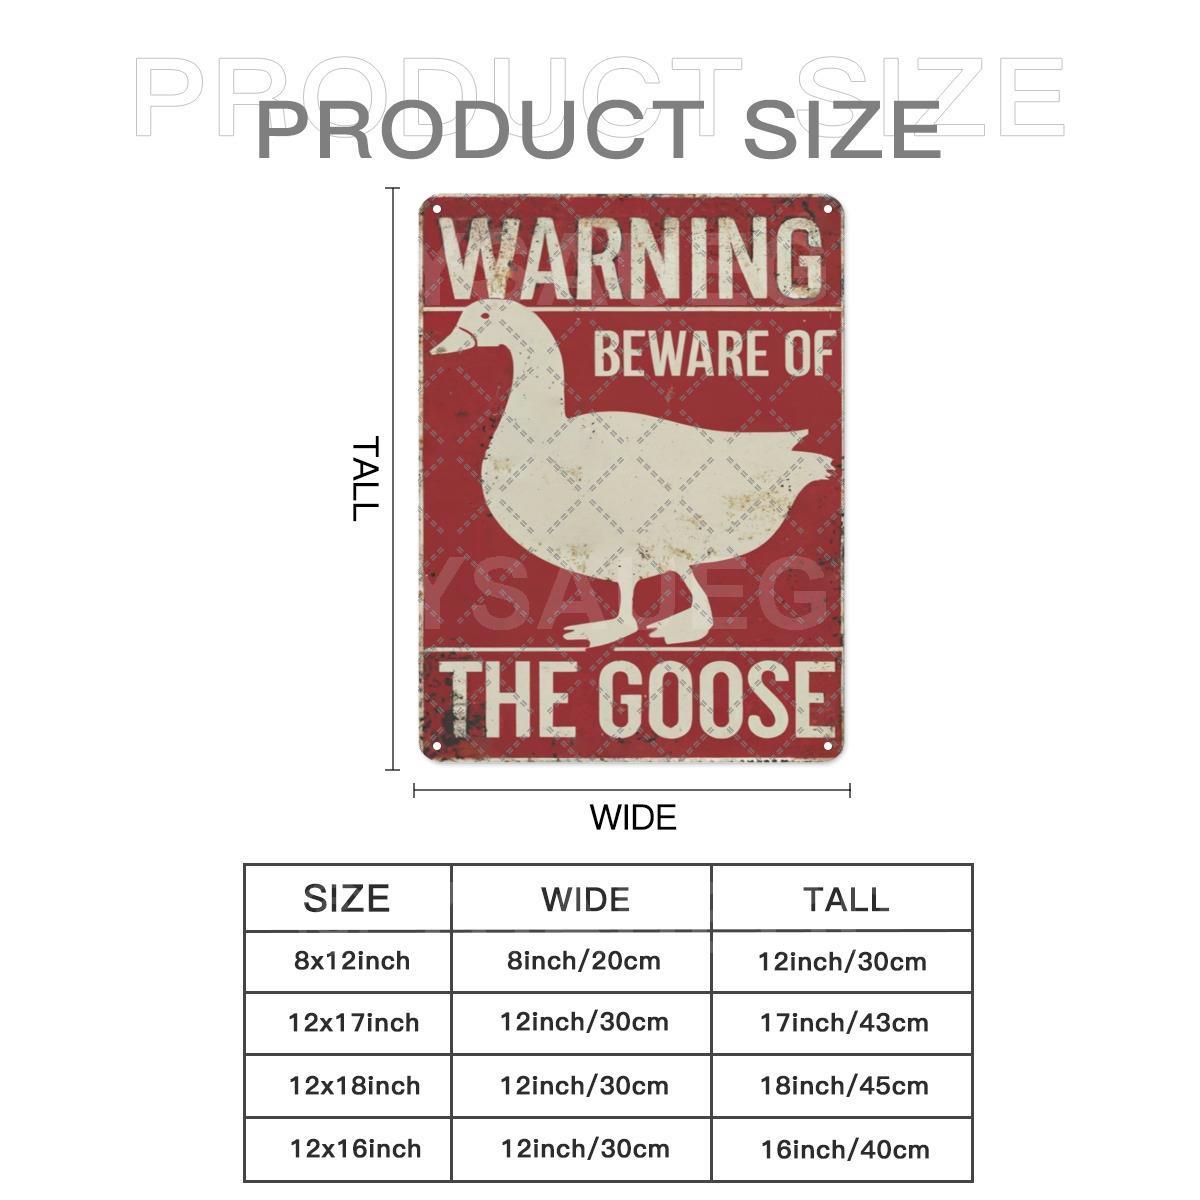 PRODUCT SIZE
PRODUCT SIZE
WARNING
BEWARE OF
YSAUEG
THE GOOSE
TALL
WIDE
SIZE WIDE TALL
8x12inch 8inch/20cm 12inch/30cm
12x17inch 12inch/30cm 17inch/43cm
12x18inch 12inch/30cm 18inch/45cm
12x16inch 12inch/30cm 16inch/40cm